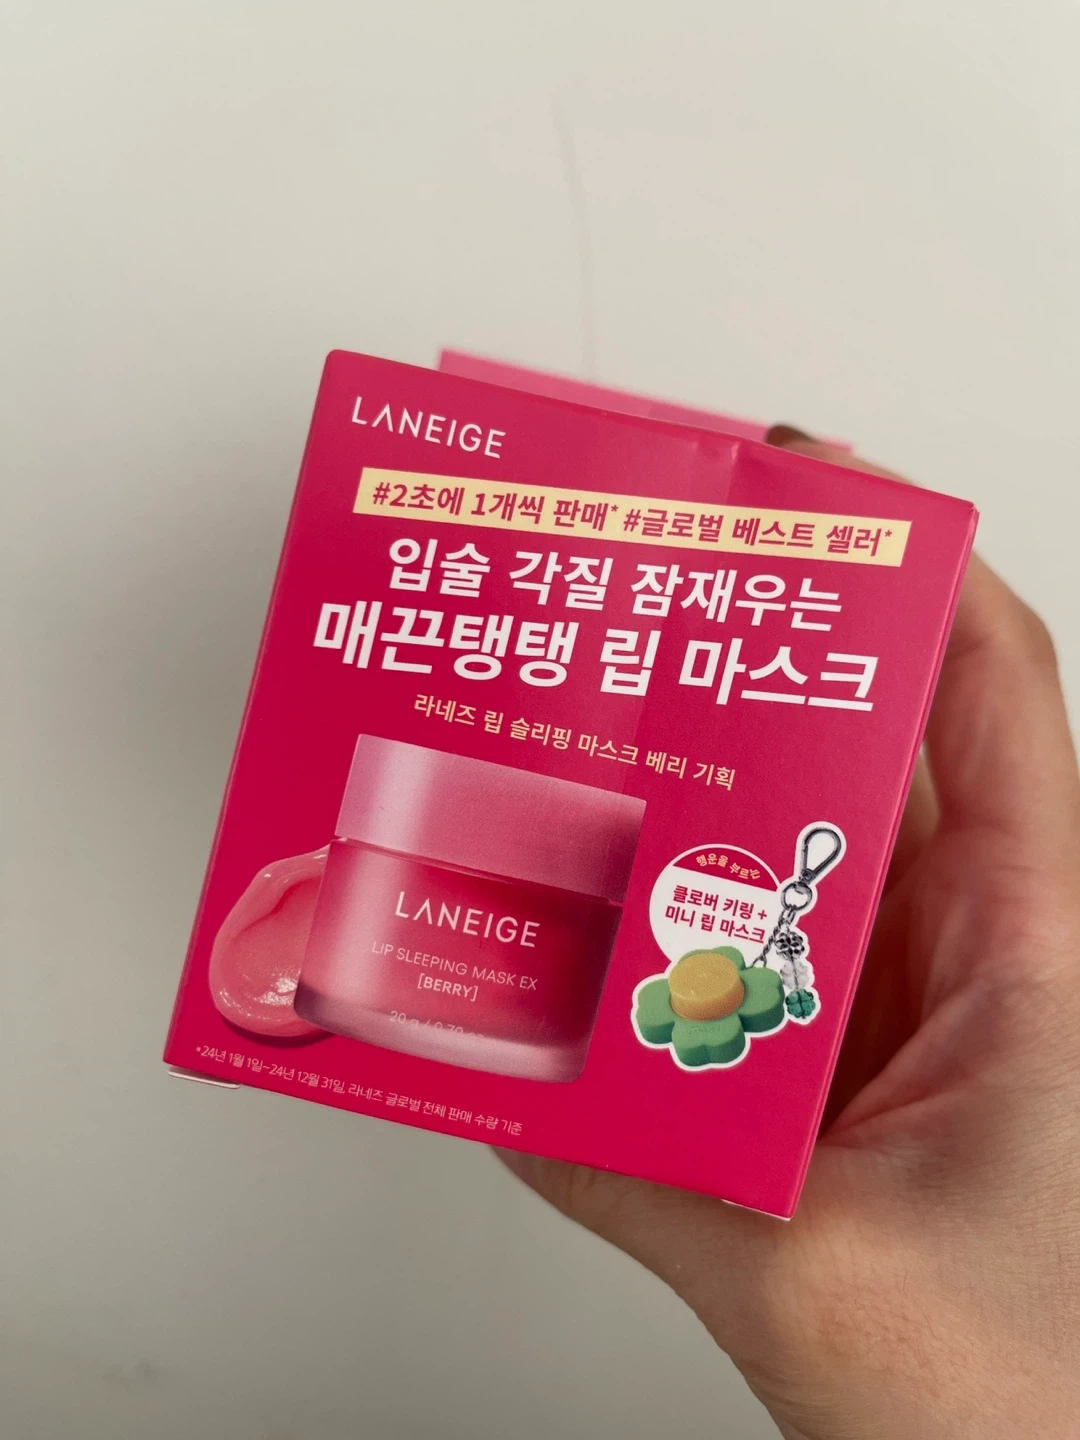 LANEIGE
#2초에 1개씩 판매* #글로벌 베스트 셀러*
입술 각질 잠재우는
매끈탱탱 립 마스크
라네즈 립 슬리핑 마스크 베리 기획
행운을 부르는
클로버 키링 +
미니 립 마스크
LANEIGE
LIP SLEEPING MASK EX
[BERRY]
20 g / 0.70
*24년 1월 1일~24년 12월 31일, 라네즈 글로벌 전체 판매 수량 기준